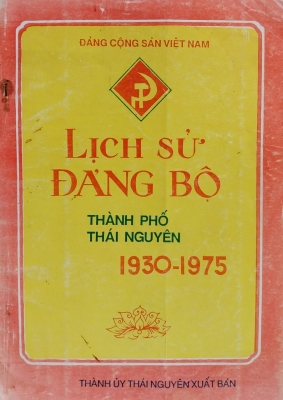 ĐẢNG CỘNG SẢN VIỆT NAM
LỊCH SỬ
ĐẢNG BỘ
THÀNH PHỐ
THÁI NGUYÊN
1930-1975
THÀNH ỦY THÁI NGUYÊN XUẤT BẢN